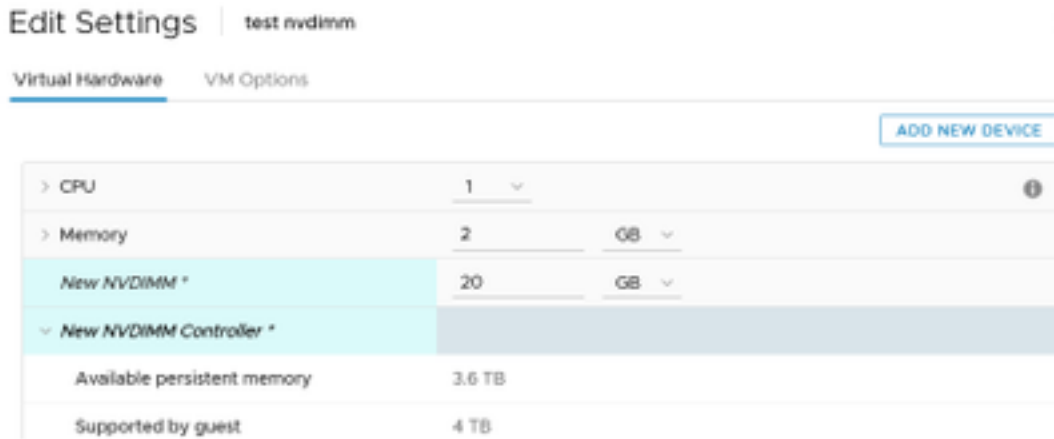 Edit Settings test nvdimm
Virtual Hardware VM Options
ADD NEW DEVICE
CPU 1
Memory 2 GB
New NVDIMM * 20 GB
New NVDIMM Controller *
Available persistent memory 3.6 TB
Supported by guest 4 TB